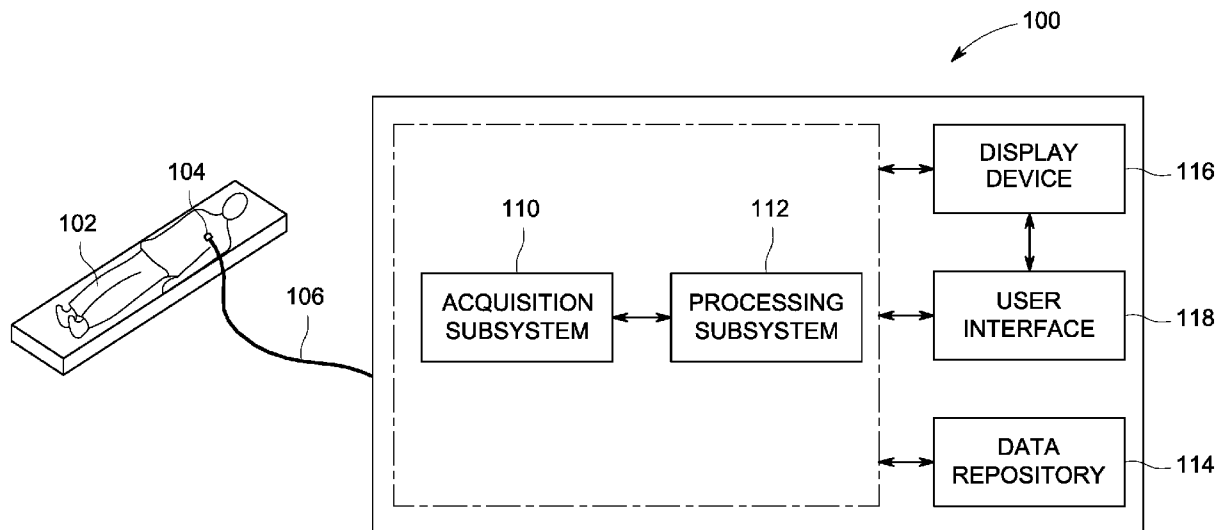 100
104
102
106
110
112
ACQUISITION
SUBSYSTEM
PROCESSING
SUBSYSTEM
DISPLAY
DEVICE
116
USER
INTERFACE
118
DATA
REPOSITORY
114